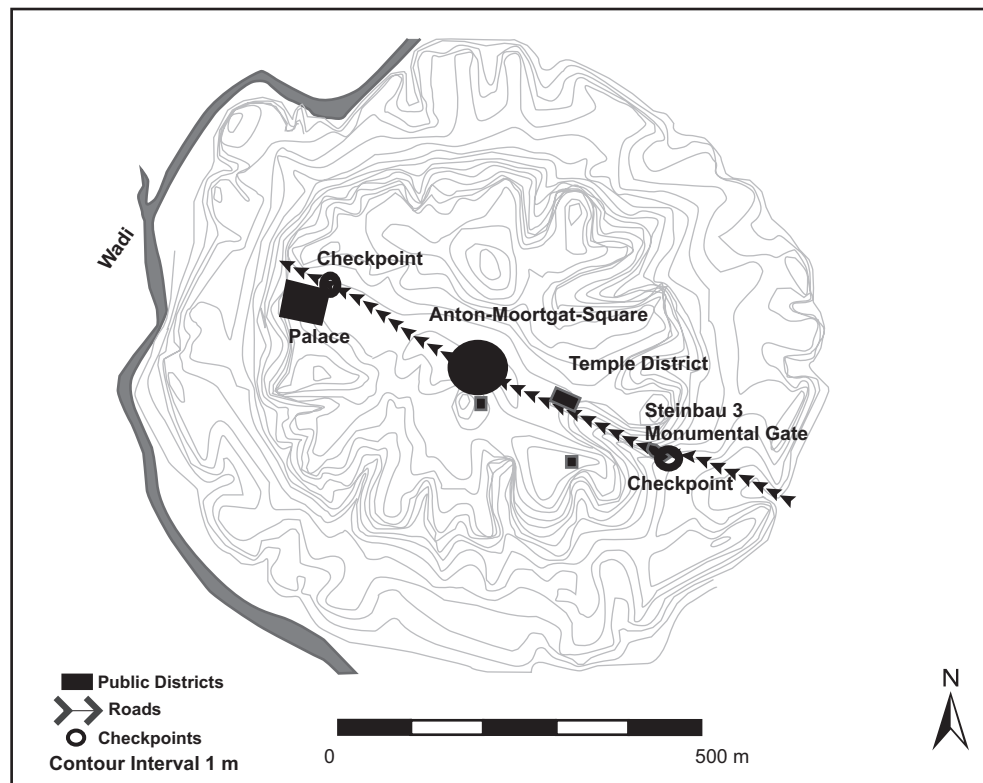 Wadi
Checkpoint
Palace
Anton-Moortgat-Square
Temple District
Steinbau 3
Monumental Gate
Checkpoint
Public Districts
Roads
Checkpoints
Contour Interval 1 m
0
500 m
N